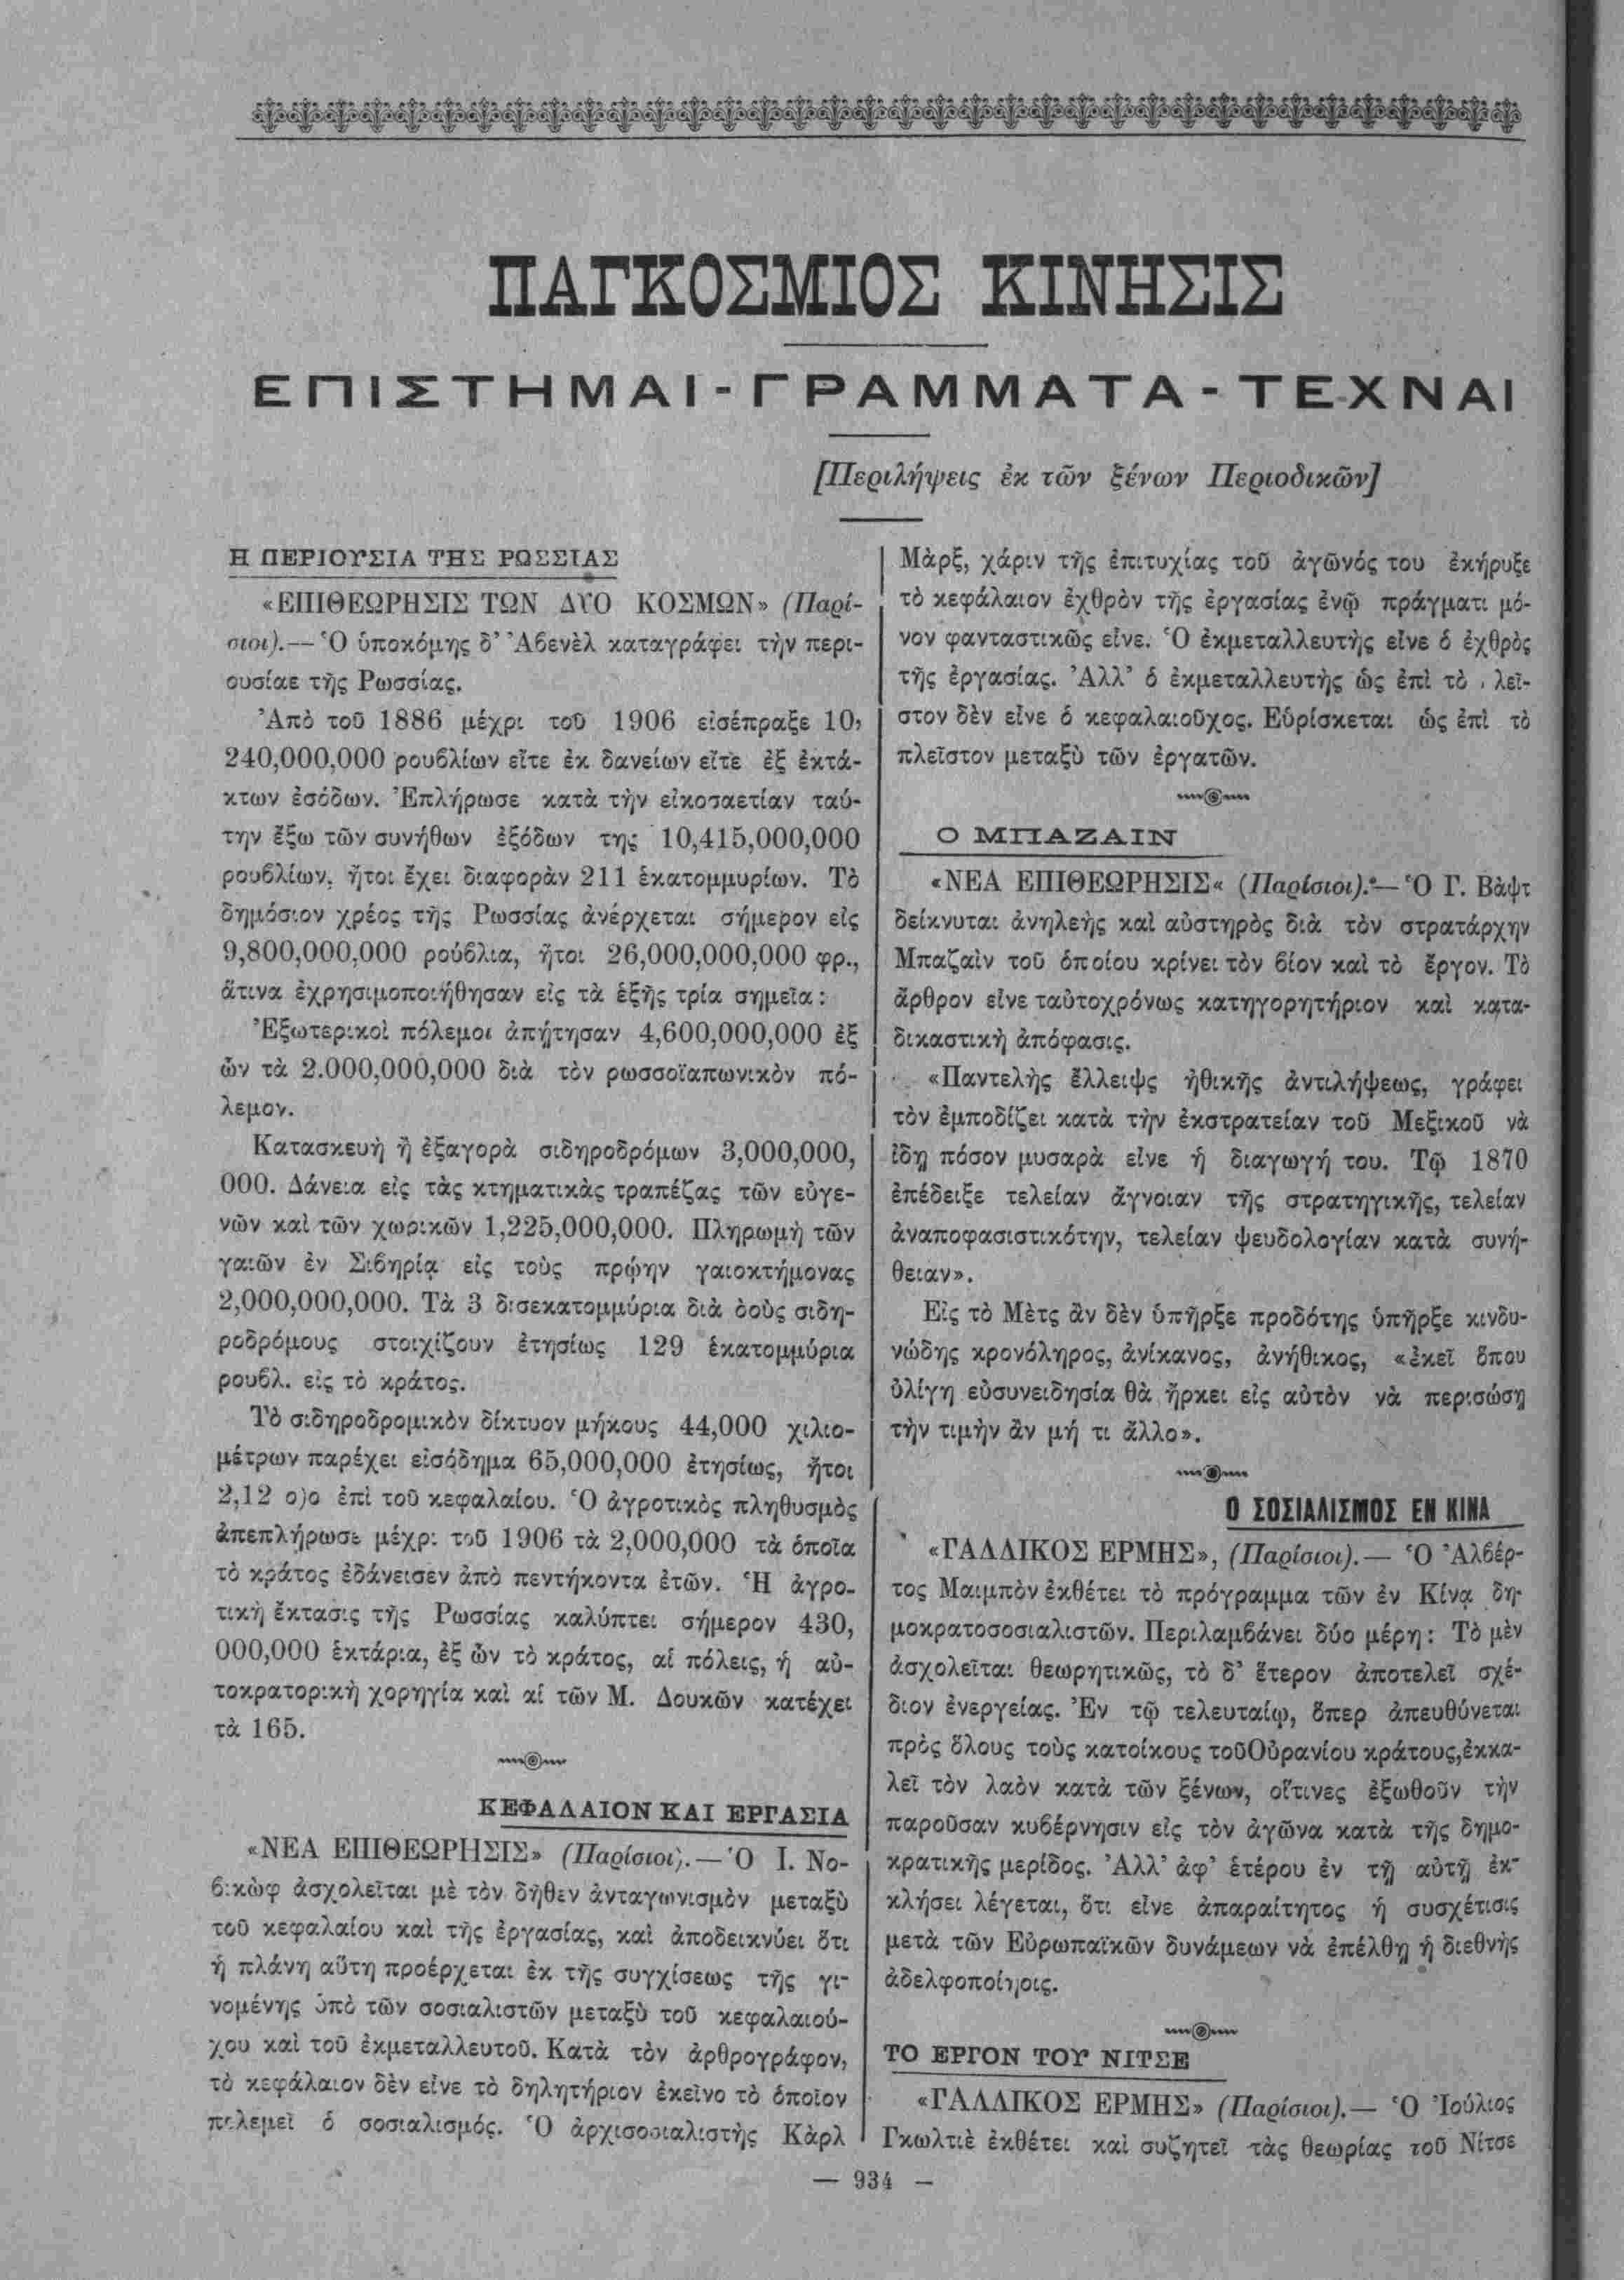 ΠΑΓΚΟΣΜΙΟΣ ΚΙΝΗΣΙΣ
ΕΠΙΣΤΗΜΑΙ - ΓΡΑΜΜΑΤΑ - ΤΕΧΝΑΙ
[Περιλήψεις ἐκ τῶν ξένων Περιοδικῶν]
Η ΠΕΡΙΟΥΣΙΑ ΤΗΣ ΡΩΣΣΙΑΣ
«ΕΠΙΘΕΩΡΗΣΙΣ ΤΩΝ ΔΥΟ ΚΟΣΜΩΝ» (Παρί-
σιοι).— Ὁ ὑποκόμης δ' Ἀβενὲλ καταγράφει τὴν περι-
ουσίαε τῆς Ρωσσίας.
Ἀπὸ τοῦ 1886 μέχρι τοῦ 1906 εἰσέπραξε 10,
240,000,000 ρουβλίων εἴτε ἐκ δανείων εἴτε ἐξ ἐκτά-
κτων ἐσόδων. Ἐπλήρωσε κατὰ τὴν εἰκοσαετίαν ταύ-
την ἔξω τῶν συνήθων ἐξόδων της 10,415,000,000
ρουβλίων, ἤτοι ἔχει διαφορὰν 211 ἑκατομμυρίων. Τὸ
δημόσιον χρέος τῆς Ρωσσίας ἀνέρχεται σήμερον εἰς
9,800,000,000 ρούβλια, ἤτοι 26,000,000,000 φρ.,
ἅτινα ἐχρησιμοποιήθησαν εἰς τὰ ἑξῆς τρία σημεῖα:
Ἐξωτερικοὶ πόλεμοι ἀπῄτησαν 4,600,000,000 ἐξ
ὧν τὰ 2.000,000,000 διὰ τὸν ρωσσοϊαπωνικὸν πό-
λεμον.
Κατασκευὴ ἢ ἐξαγορὰ σιδηροδρόμων 3,000,000,
000. Δάνεια εἰς τὰς κτηματικὰς τραπέζας τῶν εὐγε-
νῶν καὶ τῶν χωρικῶν 1,225,000,000. Πληρωμὴ τῶν
γαιῶν ἐν Σιβηρίᾳ εἰς τοὺς πρῴην γαιοκτήμονας
2,000,000,000. Τὰ 3 δισεκατομμύρια διὰ ὁοὺς σιδη-
ροδρόμους στοιχίζουν ἐτησίως 129 ἑκατομμύρια
ρουβλ. εἰς τὸ κράτος.
Τὸ σιδηροδρομικὸν δίκτυον μήκους 44,000 χιλιο-
μέτρων παρέχει εἰσόδημα 65,000,000 ἐτησίως, ἤτοι
2,12 ο)ο ἐπὶ τοῦ κεφαλαίου. Ὁ ἀγροτικὸς πληθυσμὸς
ἀπεπλήρωσε μέχρι τοῦ 1906 τὰ 2,000,000 τὰ ὁποῖα
τὸ κράτος ἐδάνεισεν ἀπὸ πεντήκοντα ἐτῶν. Ἡ ἀγρο-
τικὴ ἔκτασις τῆς Ρωσσίας καλύπτει σήμερον 430,
000,000 ἑκτάρια, ἐξ ὧν τὸ κράτος, αἱ πόλεις, ἡ αὐ-
τοκρατορικὴ χορηγία καὶ αἱ τῶν Μ. Δουκῶν κατέχει
τὰ 165.
ΚΕΦΑΛΑΙΟΝ ΚΑΙ ΕΡΓΑΣΙΑ
«ΝΕΑ ΕΠΙΘΕΩΡΗΣΙΣ» (Παρίσιοι).— Ὁ Ι. Νο-
βικὼφ ἀσχολεῖται μὲ τὸν δῆθεν ἀνταγωνισμὸν μεταξὺ
τοῦ κεφαλαίου καὶ τῆς ἐργασίας, καὶ ἀποδεικνύει ὅτι
ἡ πλάνη αὕτη προέρχεται ἐκ τῆς συγχίσεως τῆς γι-
νομένης ὑπὸ τῶν σοσιαλιστῶν μεταξὺ τοῦ κεφαλαιού-
χου καὶ τοῦ ἐκμεταλλευτοῦ. Κατὰ τὸν ἀρθρογράφον,
τὸ κεφάλαιον δὲν εἶνε τὸ δηλητήριον ἐκεῖνο τὸ ὁποῖον
πολεμεῖ ὁ σοσιαλισμός. Ὁ ἀρχισοσιαλιστὴς Κὰρλ
Μὰρξ, χάριν τῆς ἐπιτυχίας τοῦ ἀγῶνός του ἐκήρυξε
τὸ κεφάλαιον ἐχθρὸν τῆς ἐργασίας ἐνῷ πράγματι μό-
νον φανταστικῶς εἶνε. Ὁ ἐκμεταλλευτὴς εἶνε ὁ ἐχθρὸς
τῆς ἐργασίας. Ἀλλ' ὁ ἐκμεταλλευτὴς ὡς ἐπὶ τὸ λεῖ-
στον δὲν εἶνε ὁ κεφαλαιοῦχος. Εὑρίσκεται ὡς ἐπὶ τὸ
πλεῖστον μεταξὺ τῶν ἐργατῶν.
Ο ΜΠΑΖΑΙΝ
«ΝΕΑ ΕΠΙΘΕΩΡΗΣΙΣ« (Παρίσιοι).— Ὁ Γ. Βὰψτ
δείκνυται ἀνηλεὴς καὶ αὐστηρὸς διὰ τὸν στρατάρχην
Μπαζαὶν τοῦ ὁποίου κρίνει τὸν βίον καὶ τὸ ἔργον. Τὸ
ἄρθρον εἶνε ταὐτοχρόνως κατηγορητήριον καὶ κατα-
δικαστικὴ ἀπόφασις.
«Παντελὴς ἔλλειψς ἠθικῆς ἀντιλήψεως, γράφει
τὸν ἐμποδίζει κατὰ τὴν ἐκστρατείαν τοῦ Μεξικοῦ νὰ
ἴδῃ πόσον μυσαρὰ εἶνε ἡ διαγωγή του. Τῷ 1870
ἐπέδειξε τελείαν ἄγνοιαν τῆς στρατηγικῆς, τελείαν
ἀναποφασιστικότην, τελείαν ψευδολογίαν κατὰ συνή-
θειαν».
Εἰς τὸ Μὲτς ἂν δὲν ὑπῆρξε προδότης ὑπῆρξε κινδυ-
νώδης κρονόληρος, ἀνίκανος, ἀνήθικος, «ἐκεῖ ὅπου
ὀλίγη εὐσυνειδησία θὰ ἤρκει εἰς αὐτὸν νὰ περισώσῃ
τὴν τιμὴν ἂν μή τι ἄλλο».
Ο ΣΟΣΙΑΛΙΣΜΟΣ ΕΝ ΚΙΝΑ
«ΓΑΛΛΙΚΟΣ ΕΡΜΗΣ», (Παρίσιοι).— Ὁ Ἀλβέρ-
τος Μαιμπὸν ἐκθέτει τὸ πρόγραμμα τῶν ἐν Κίνᾳ δη-
μοκρατοσοσιαλιστῶν. Περιλαμβάνει δύο μέρη: Τὸ μὲν
ἀσχολεῖται θεωρητικῶς, τὸ δ' ἕτερον ἀποτελεῖ σχέ-
διον ἐνεργείας. Ἐν τῷ τελευταίῳ, ὅπερ ἀπευθύνεται
πρὸς ὅλους τοὺς κατοίκους τοῦΟὐρανίου κράτους,ἐκκα-
λεῖ τὸν λαὸν κατὰ τῶν ξένων, οἵτινες ἐξωθοῦν τὴν
παροῦσαν κυβέρνησιν εἰς τὸν ἀγῶνα κατὰ τῆς δημο-
κρατικῆς μερίδος. Ἀλλ' ἀφ' ἑτέρου ἐν τῇ αὐτῇ ἐκ-
κλήσει λέγεται, ὅτι εἶνε ἀπαραίτητος ἡ συσχέτισις
μετὰ τῶν Εὐρωπαϊκῶν δυνάμεων νὰ ἐπέλθῃ ἡ διεθνὴς
ἀδελφοποίησις.
ΤΟ ΕΡΓΟΝ ΤΟΥ ΝΙΤΣΕ
«ΓΑΛΛΙΚΟΣ ΕΡΜΗΣ» (Παρίσιοι).— Ὁ Ἰούλιος
Γκωλτιὲ ἐκθέτει καὶ συζητεῖ τὰς θεωρίας τοῦ Νίτσε
— 934 —